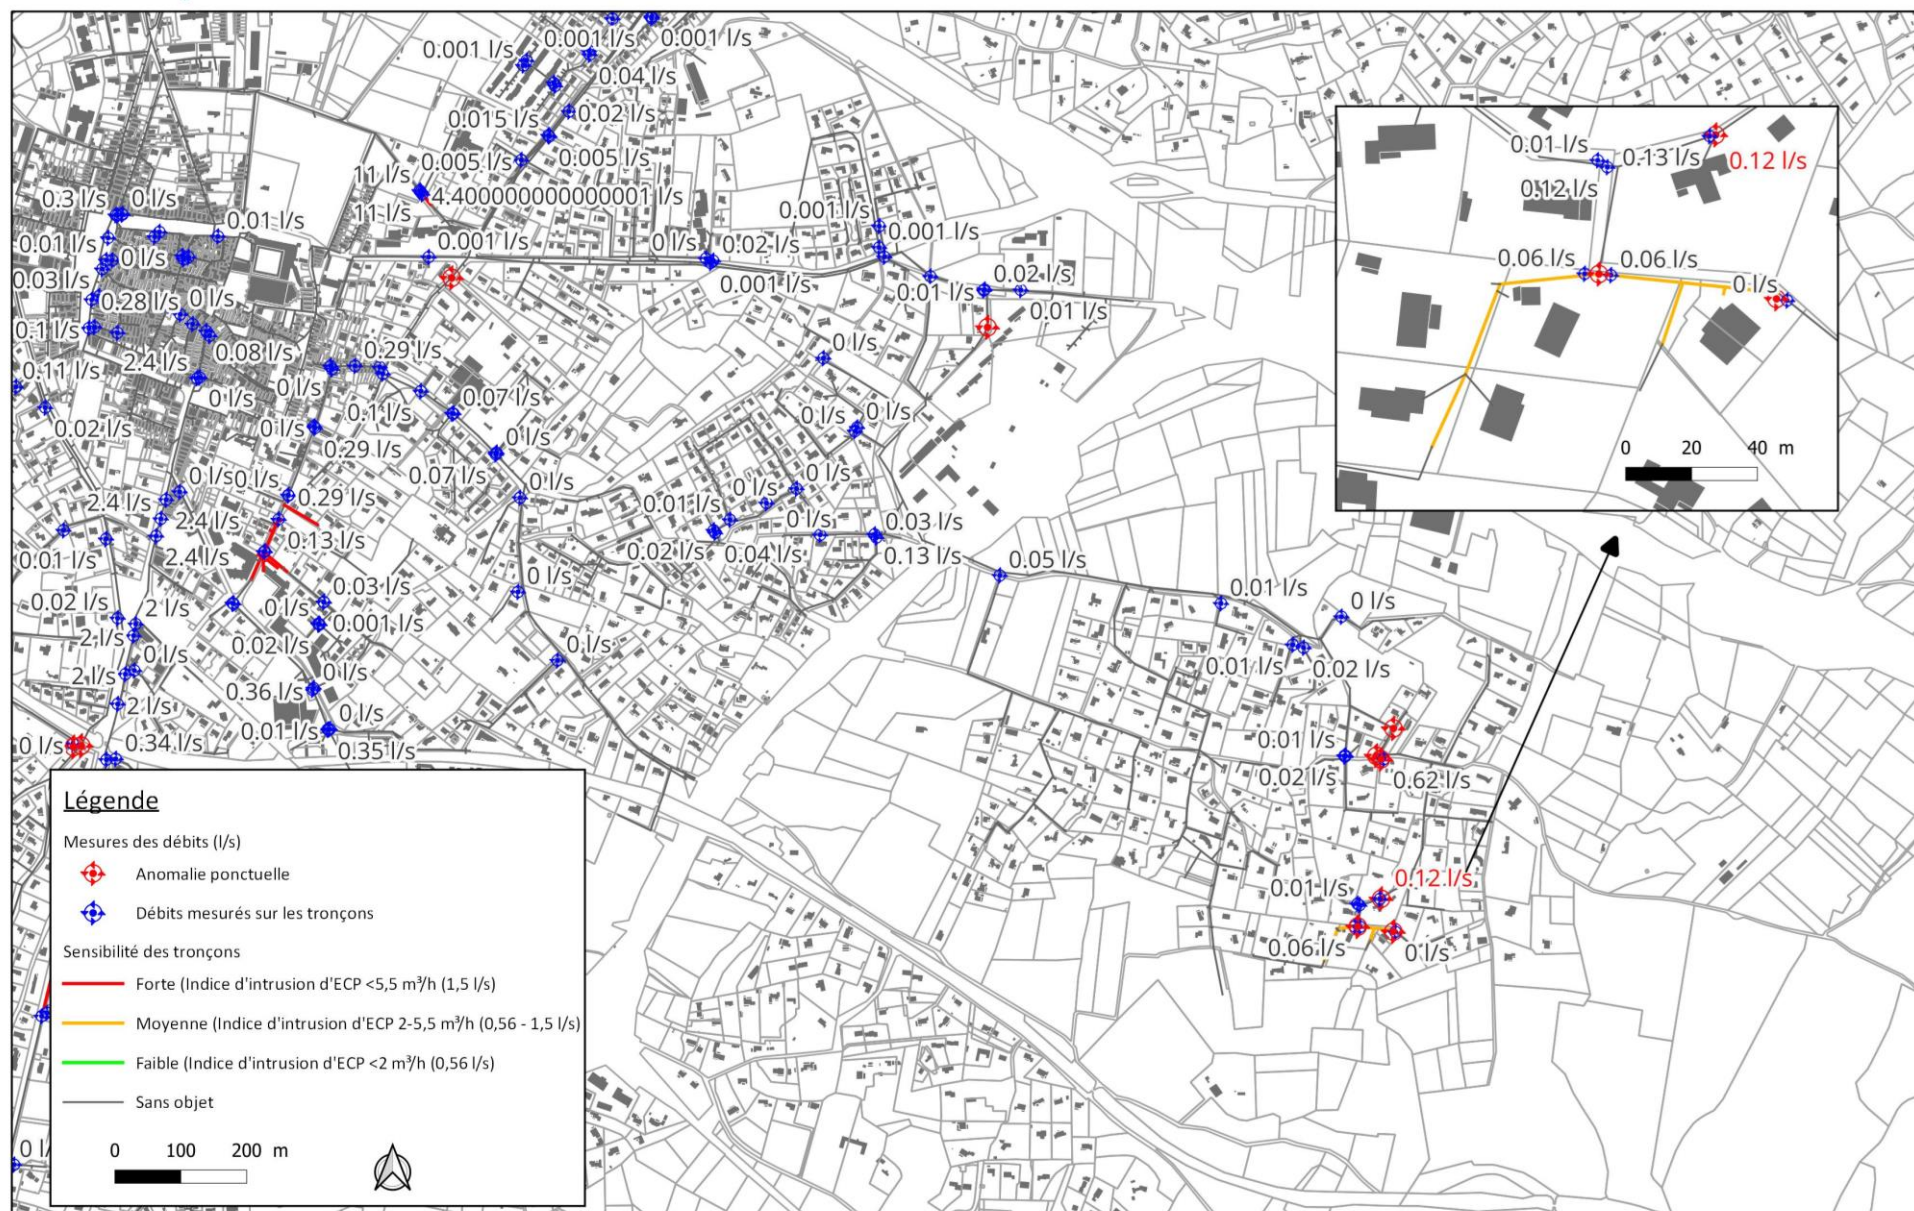 0.001 l/s
0.001 l/s
0.001 l/s
0.04 l/s
0.02 l/s
0.015 l/s
0.005 l/s
0.005 l/s
11 l/s
4.4000000000000001 l/s
11 l/s
0.3 l/s
0 l/s
0.01 l/s
0.01 l/s
0 l/s
0.001 l/s
0 l/s
0.02 l/s
0.001 l/s
0.001 l/s
0.001 l/s
0.02 l/s
0.01 l/s
0.01 l/s
0.03 l/s
0.28 l/s
0 l/s
0.1 l/s
0.08 l/s
2.4 l/s
0.29 l/s
0.11 l/s
0 l/s
0 l/s
0.1 l/s
0.07 l/s
0 l/s
0.02 l/s
0 l/s
0.29 l/s
0 l/s
0 l/s
0 l/s
0.07 l/s
0 l/s
0 l/s
0 l/s
0.29 l/s
2.4 l/s
2.4 l/s
0.13 l/s
0.01 l/s
2.4 l/s
0.01 l/s
0 l/s
0 l/s
0 l/s
0.02 l/s
0.04 l/s
0.03 l/s
0.13 l/s
0.05 l/s
0 l/s
0.03 l/s
0 l/s
0.001 l/s
0.02 l/s
0.02 l/s
2 l/s
2 l/s
0 l/s
2 l/s
0 l/s
0.36 l/s
2 l/s
0 l/s
0.01 l/s
0.35 l/s
0 l/s
0.34 l/s
0 l/s
0.01 l/s
0 l/s
0.01 l/s
0.02 l/s
0.01 l/s
0.02 l/s
0.62 l/s
0.12 l/s
0.01 l/s
0.06 l/s
0 l/s
0.01 l/s
0.13 l/s
0.12 l/s
0.12 l/s
0.06 l/s
0.06 l/s
0 l/s
0 20 40 m
Légende
Mesures des débits (l/s)
Anomalie ponctuelle
Débits mesurés sur les tronçons
Sensibilité des tronçons
Forte (Indice d'intrusion d'ECP <5,5 m³/h (1,5 l/s)
Moyenne (Indice d'intrusion d'ECP 2-5,5 m³/h (0,56 - 1,5 l/s)
Faible (Indice d'intrusion d'ECP <2 m³/h (0,56 l/s)
Sans objet
0 100 200 m